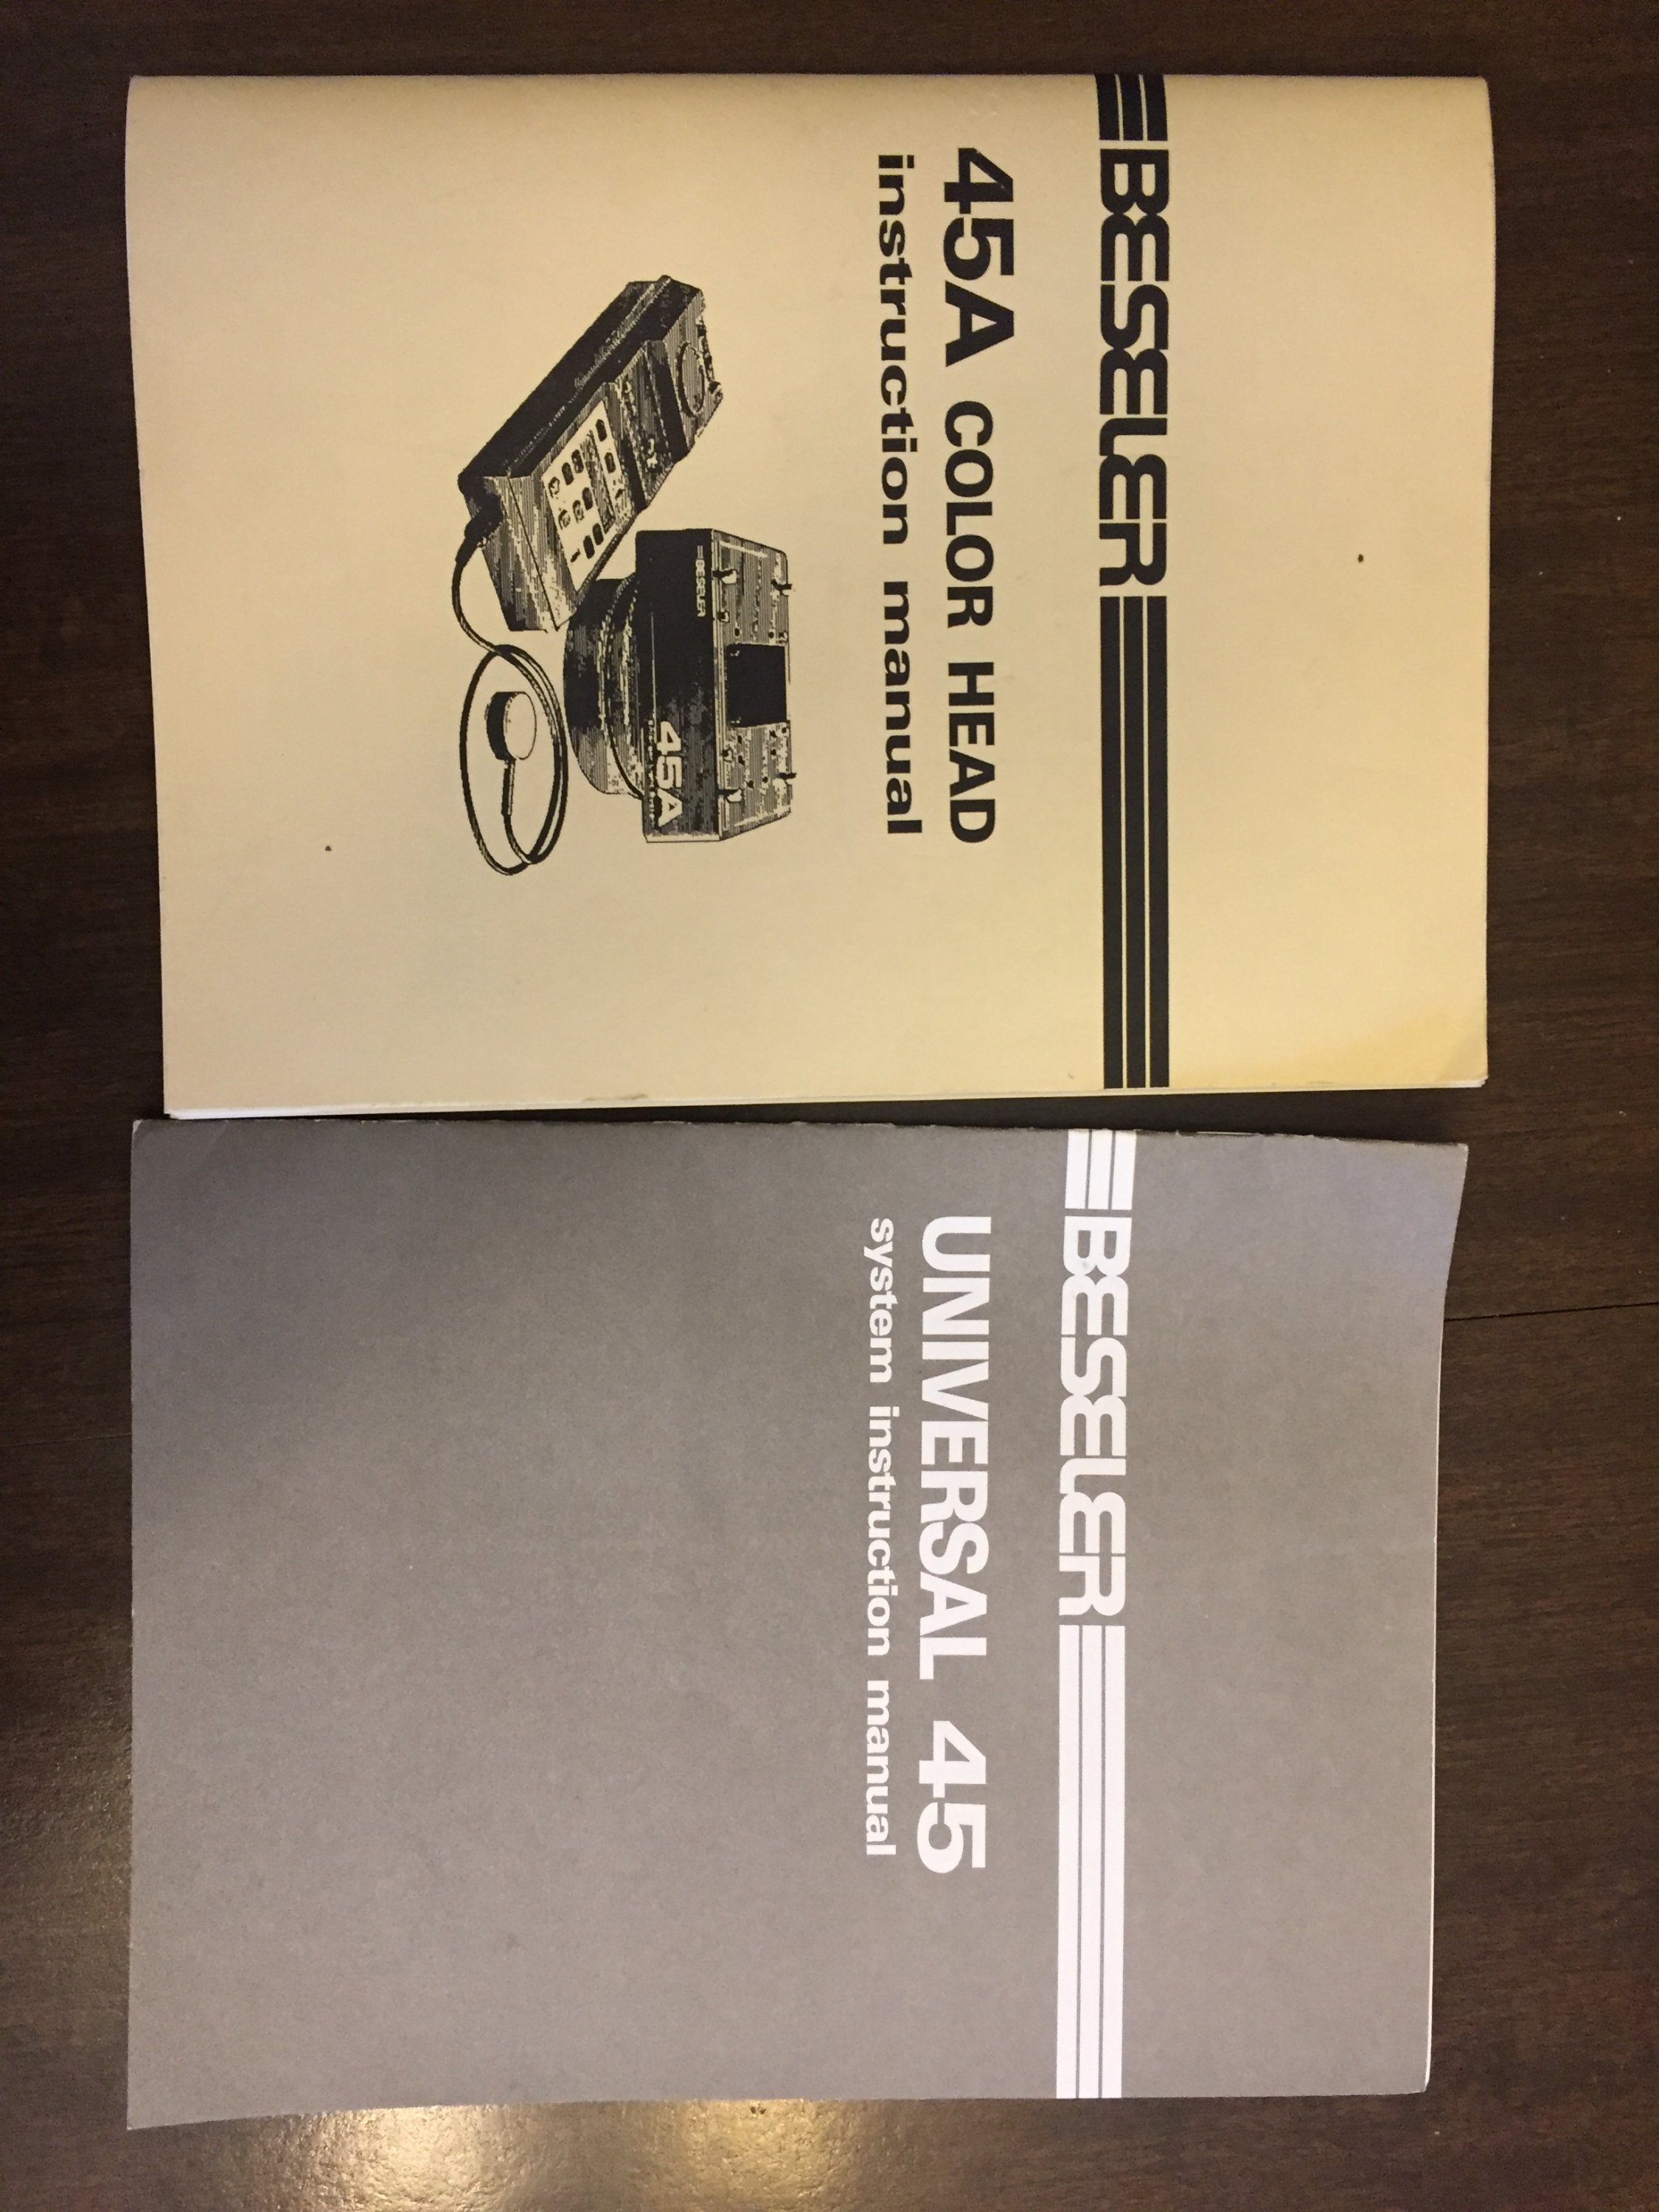 BESELER
45A COLOR HEAD
instruction manual
BESELER
45A
BESELER
UNIVERSAL 45
system instruction manual